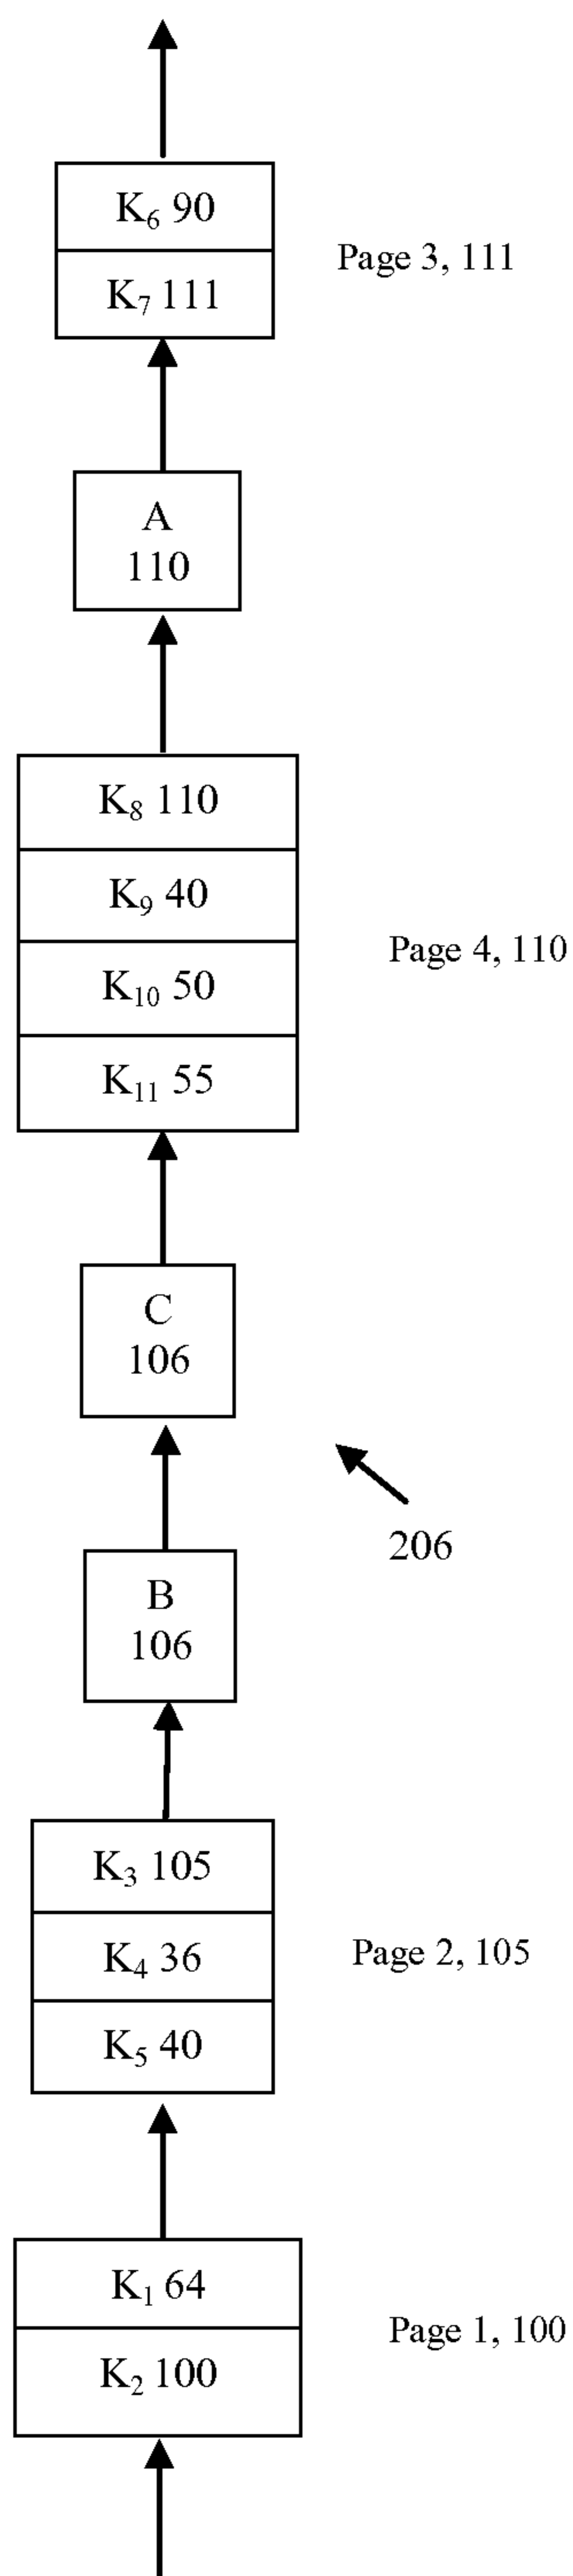 K₆ 90
Page 3, 111
K₇ 111
A
110
K₈ 110
K₉ 40
Page 4, 110
K₁₀ 50
K₁₁ 55
C
106
206
B
106
K₃ 105
K₄ 36
Page 2, 105
K₅ 40
K₁ 64
Page 1, 100
K₂ 100